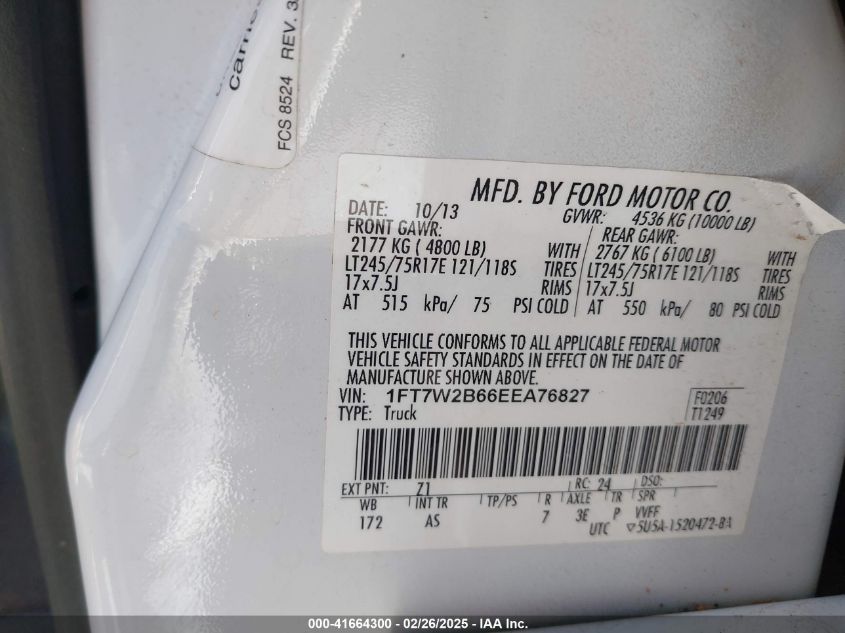 carrie
FCS 8524 REV. 3
MFD. BY FORD MOTOR CO.
DATE: 10/13 GVWR: 4536 KG (10000 LB)
FRONT GAWR: REAR GAWR:
2177 KG ( 4800 LB) WITH 2767 KG ( 6100 LB) WITH
LT245/75R17E 121/118S TIRES LT245/75R17E 121/118S TIRES
17x7.5J RIMS 17x7.5J RIMS
AT 515 kPa/ 75 PSI COLD AT 550 kPa/ 80 PSI COLD
THIS VEHICLE CONFORMS TO ALL APPLICABLE FEDERAL MOTOR
VEHICLE SAFETY STANDARDS IN EFFECT ON THE DATE OF
MANUFACTURE SHOWN ABOVE.
VIN: 1FT7W2B66EEA76827 F0206
TYPE: Truck T1249
EXT PNT: Z1 RC: 24 DSO:
WB INT TR TP/PS R AXLE TR SPR
172 AS 7 3E P VVFF
UTC ▽5U5A-1520472-BA
000-41664300 - 02/26/2025 - IAA Inc.